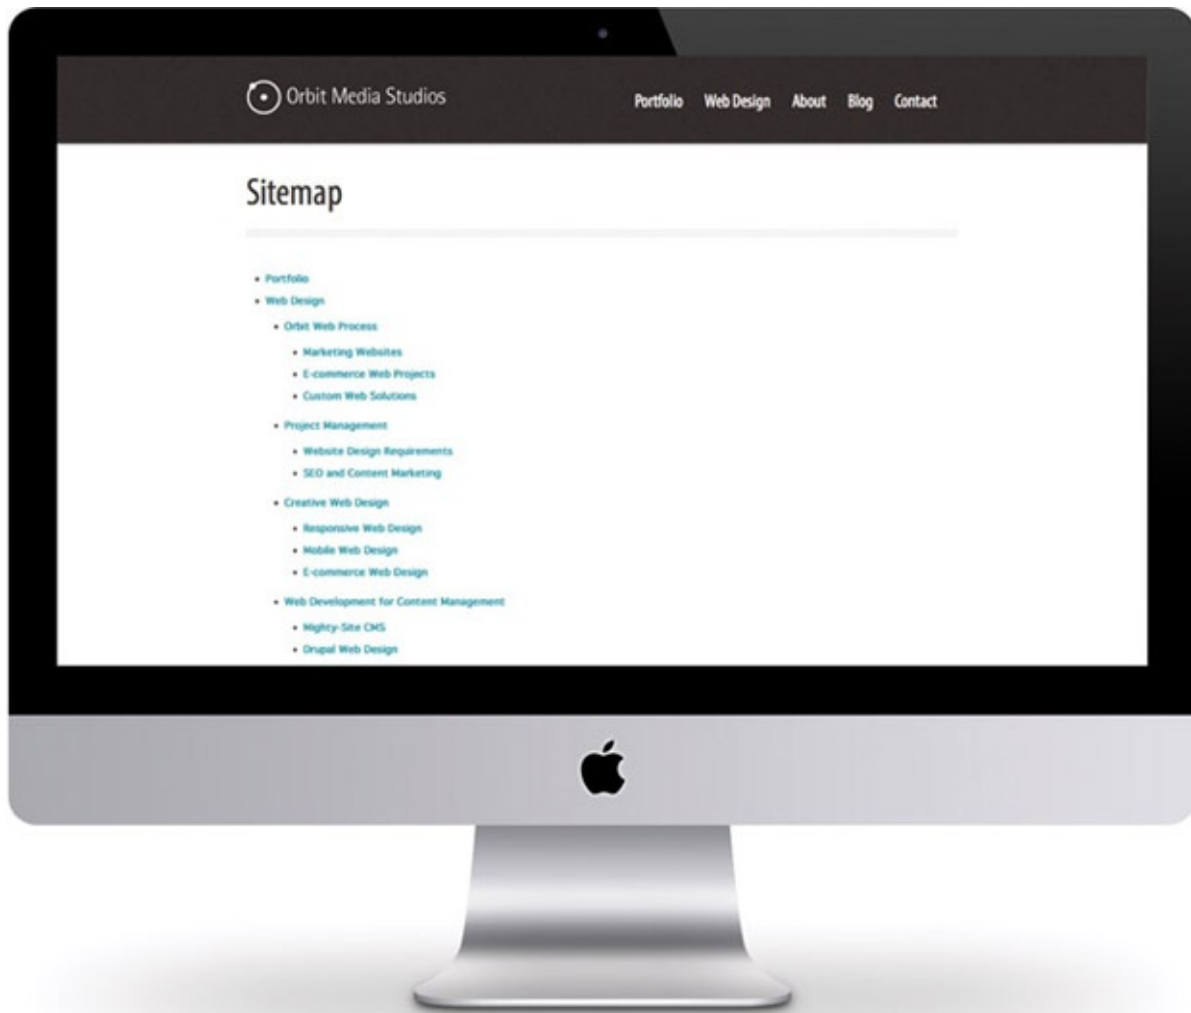 Orbit Media Studios
Portfolio Web Design About Blog Contact
Sitemap
Portfolio
Web Design
Orbit Web Process
Marketing Websites
E-commerce Web Projects
Custom Web Solutions
Project Management
Website Design Requirements
SEO and Content Marketing
Creative Web Design
Responsive Web Design
Mobile Web Design
E-commerce Web Design
Web Development for Content Management
Mighty-Site CMS
Drupal Web Design